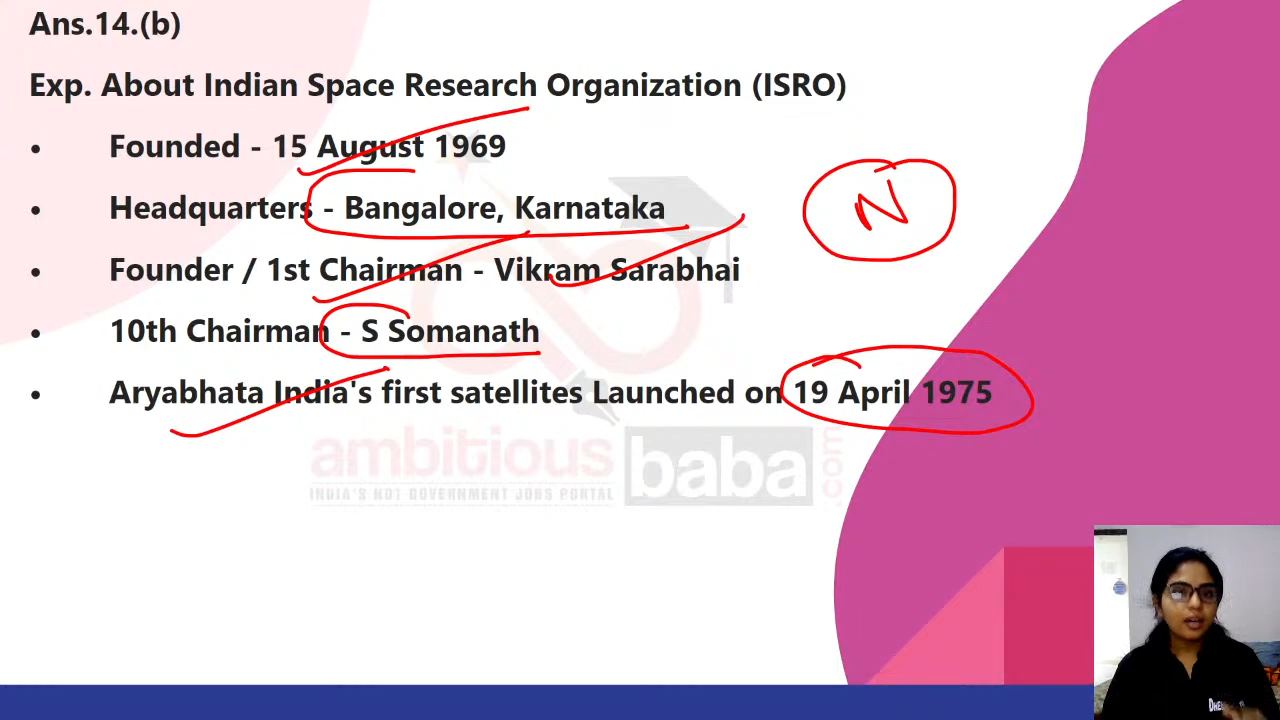 Ans.14.(b)
Exp. About Indian Space Research Organization (ISRO)
• Founded - 15 August 1969
• Headquarters - Bangalore, Karnataka
• Founder / 1st Chairman - Vikram Sarabhai
• 10th Chairman - S Somanath
• Aryabhata India's first satellites Launched on 19 April 1975
N
ambitious baba .com
INDIA'S NO1 GOVERNMENT JOBS PORTAL